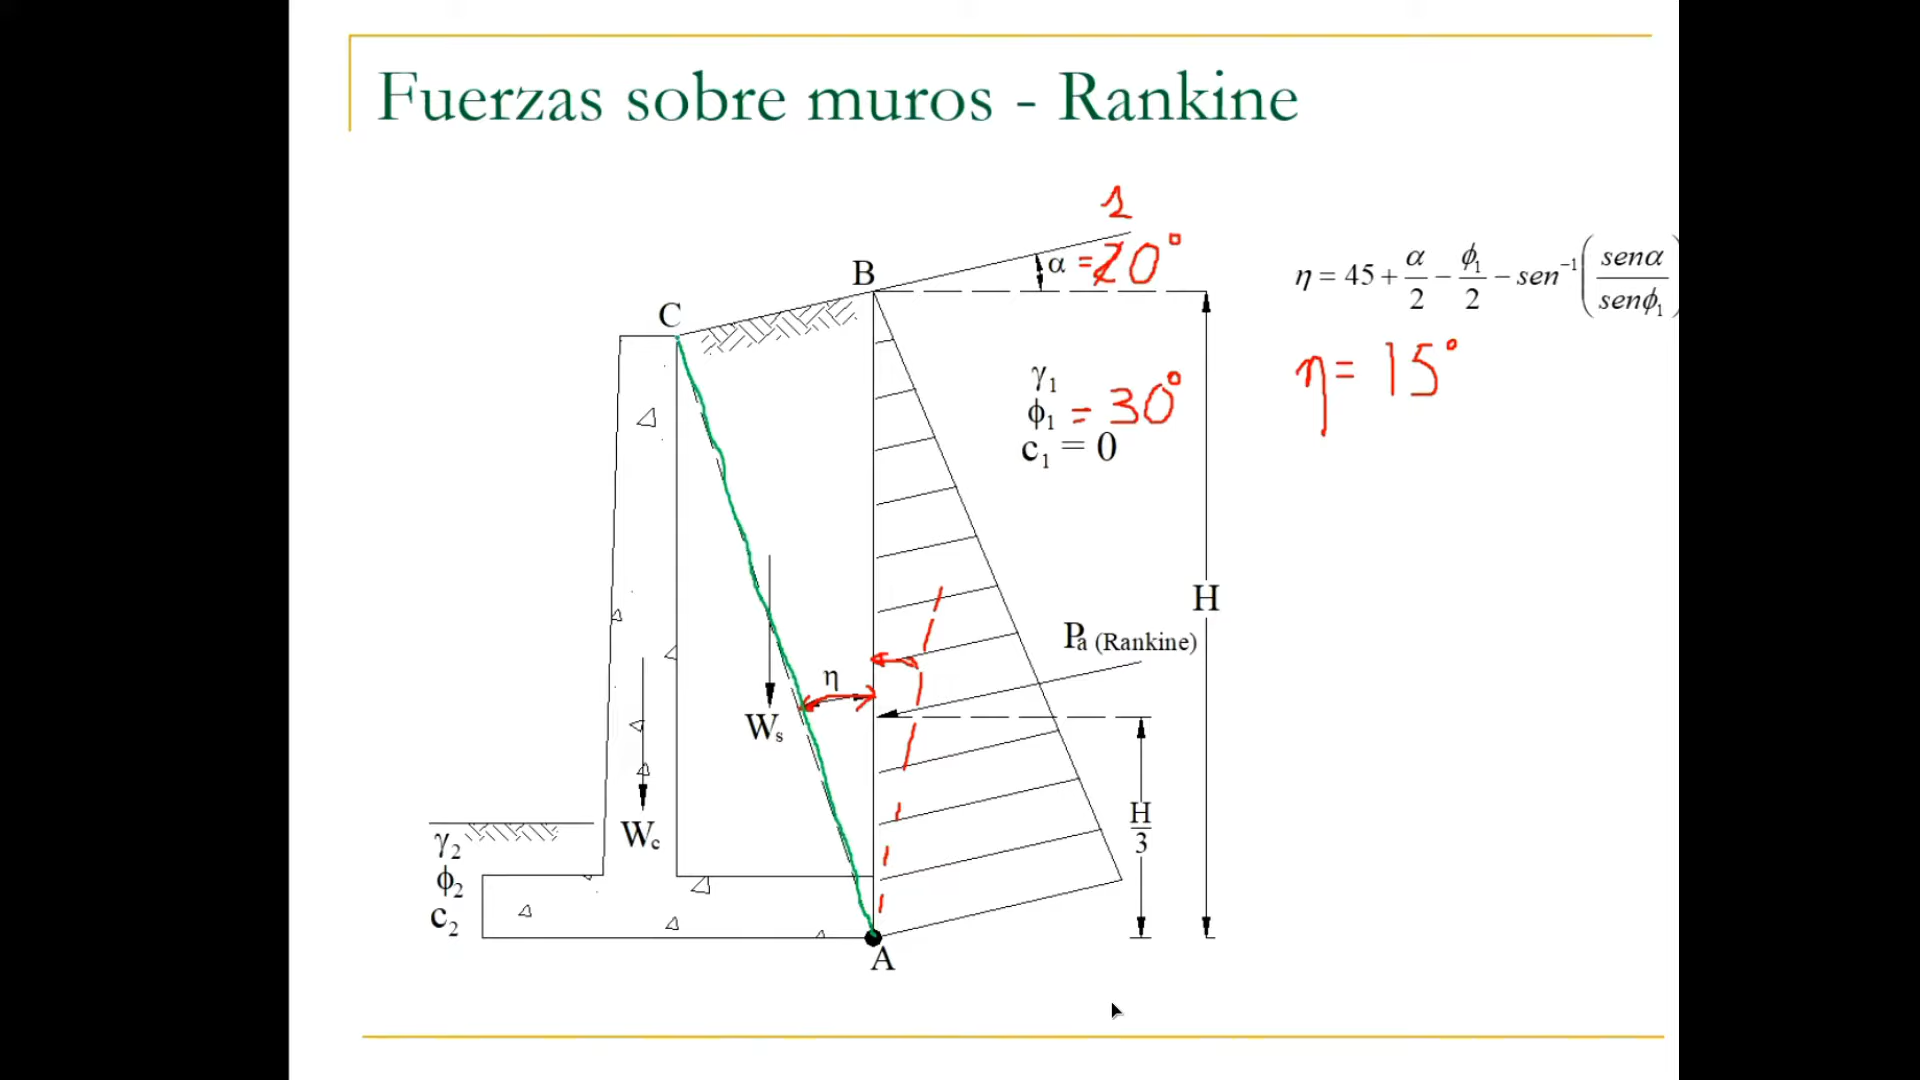 Fuerzas sobre muros - Rankine
1
B
α = 20°
η = 45 + α/2 − ϕ₁/2 − sen⁻¹(senα/senϕ₁)
C
η = 15°
γ₁
ϕ₁ = 30°
c₁ = 0
H
Pa (Rankine)
η
Ws
H/3
Wc
γ₂
ϕ₂
c₂
A